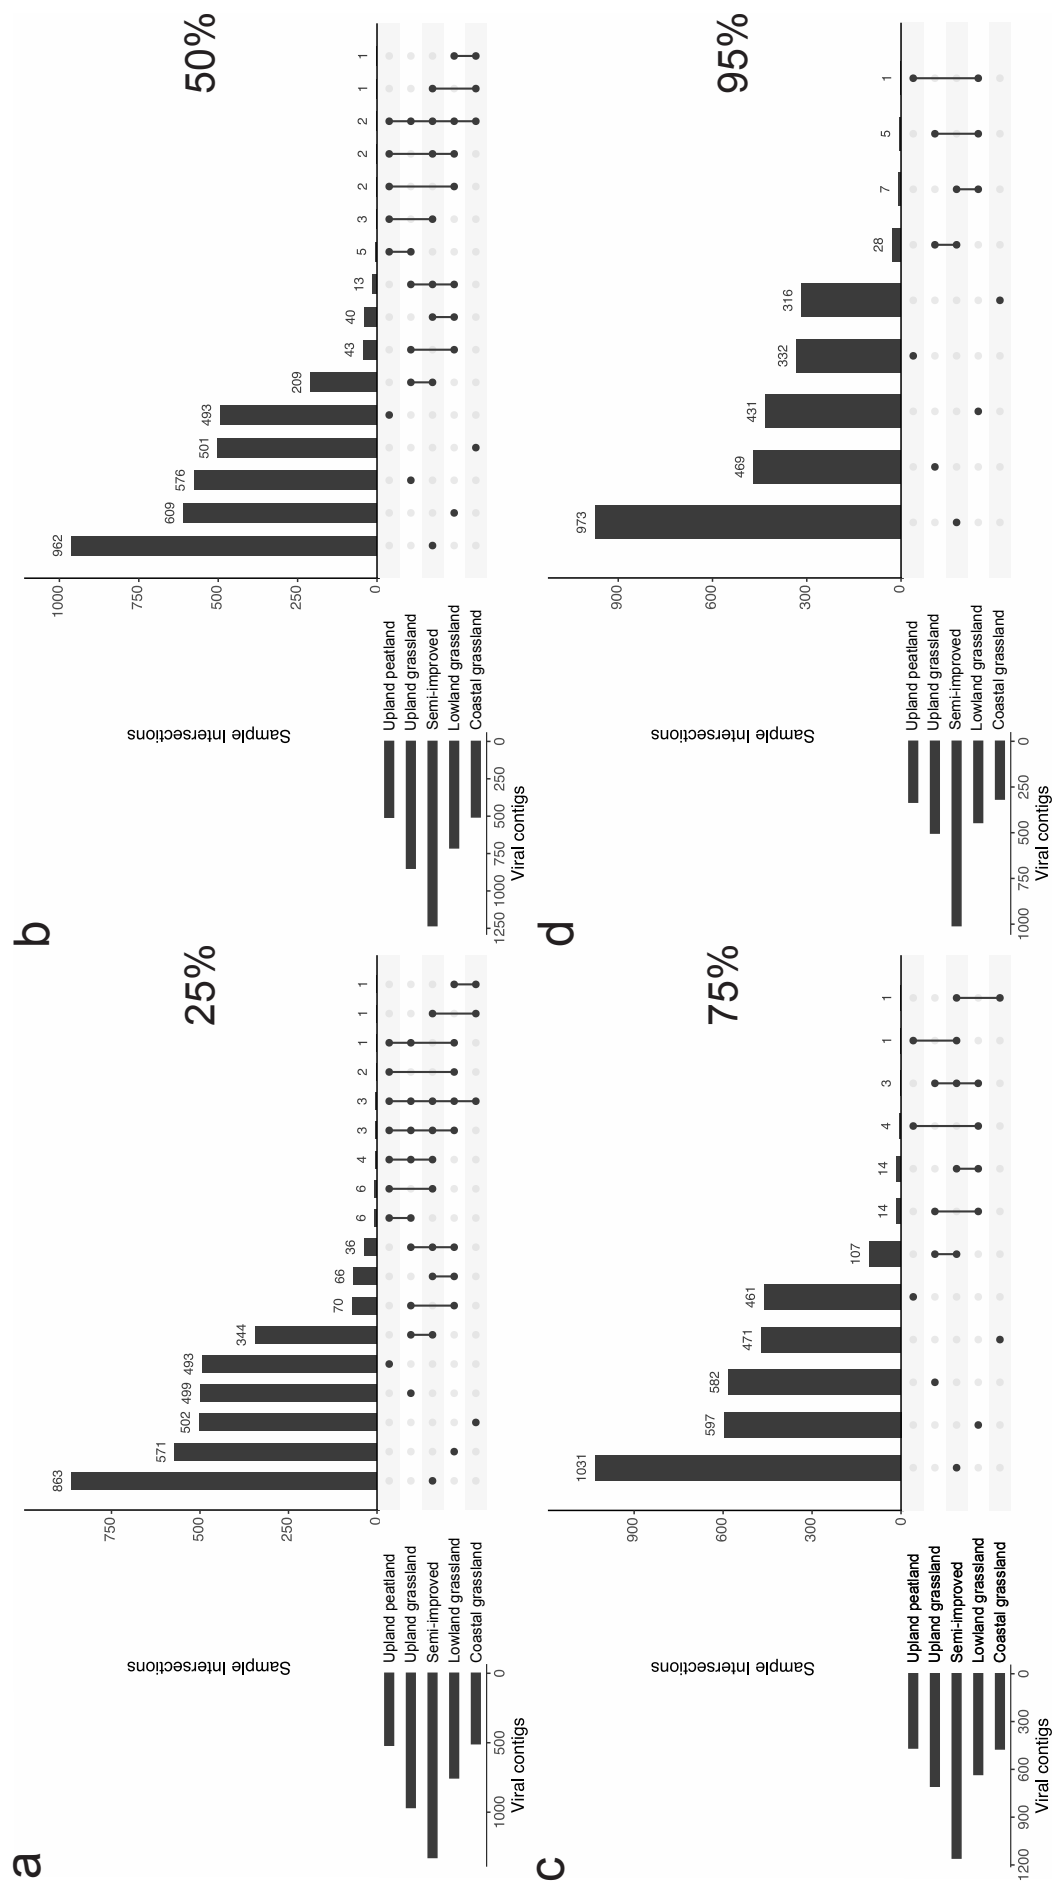 a
25%
Sample Intersections
750
500
250
0
863
571
502
499
493
344
70
66
36
6
6
4
3
3
2
1
1
1
Upland peatland
Upland grassland
Semi-improved
Lowland grassland
Coastal grassland
1000
500
0
Viral contigs
b
50%
Sample Intersections
1000
750
500
250
0
962
609
576
501
493
209
43
40
13
5
3
2
2
2
1
1
Upland peatland
Upland grassland
Semi-improved
Lowland grassland
Coastal grassland
1250
1000
750
500
250
0
Viral contigs
c
75%
Sample Intersections
900
600
300
0
1031
597
582
471
461
107
14
14
4
3
1
1
Upland peatland
Upland grassland
Semi-improved
Lowland grassland
Coastal grassland
1200
900
600
300
0
Viral contigs
d
95%
Sample Intersections
900
600
300
0
973
469
431
332
316
28
7
5
1
Upland peatland
Upland grassland
Semi-improved
Lowland grassland
Coastal grassland
1000
750
500
250
0
Viral contigs